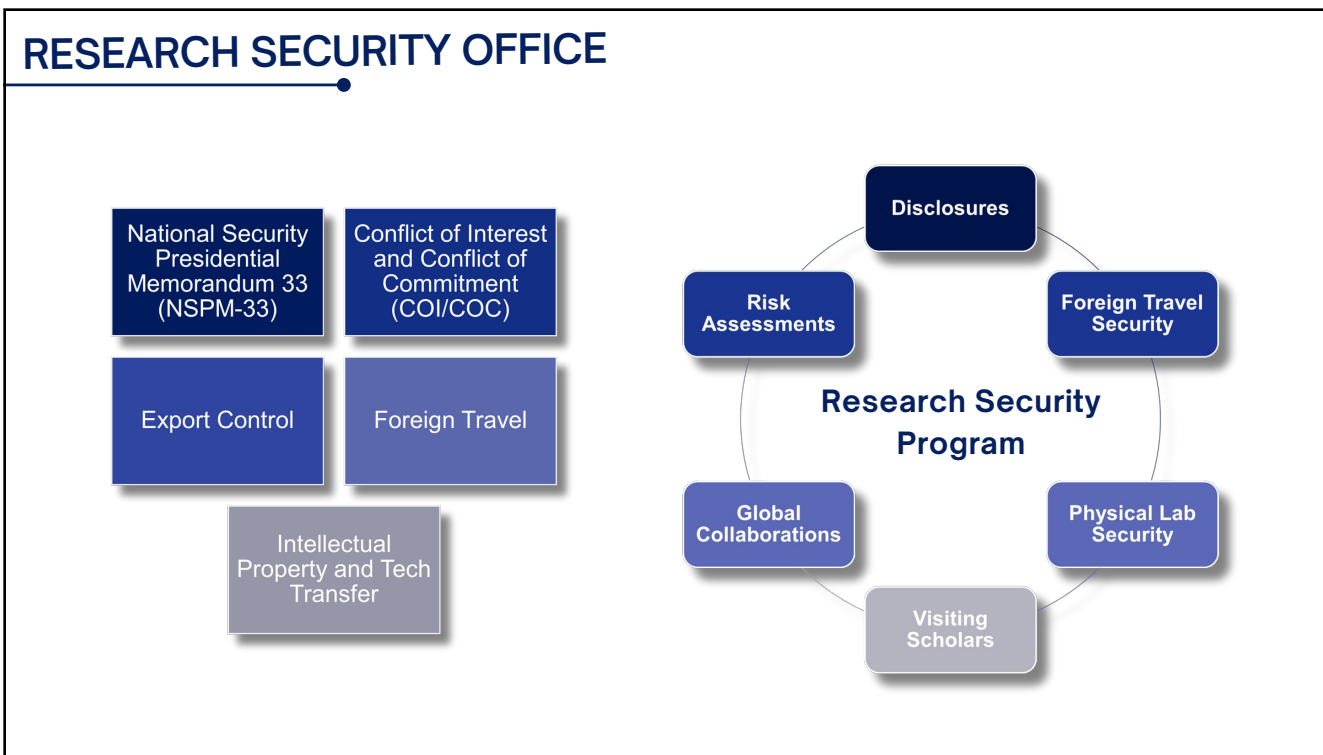 RESEARCH SECURITY OFFICE
National Security
Presidential
Memorandum 33
(NSPM-33)
Conflict of Interest
and Conflict of
Commitment
(COI/COC)
Export Control
Foreign Travel
Intellectual
Property and Tech
Transfer
Disclosures
Foreign Travel
Security
Physical Lab
Security
Visiting
Scholars
Global
Collaborations
Risk
Assessments
Research Security
Program